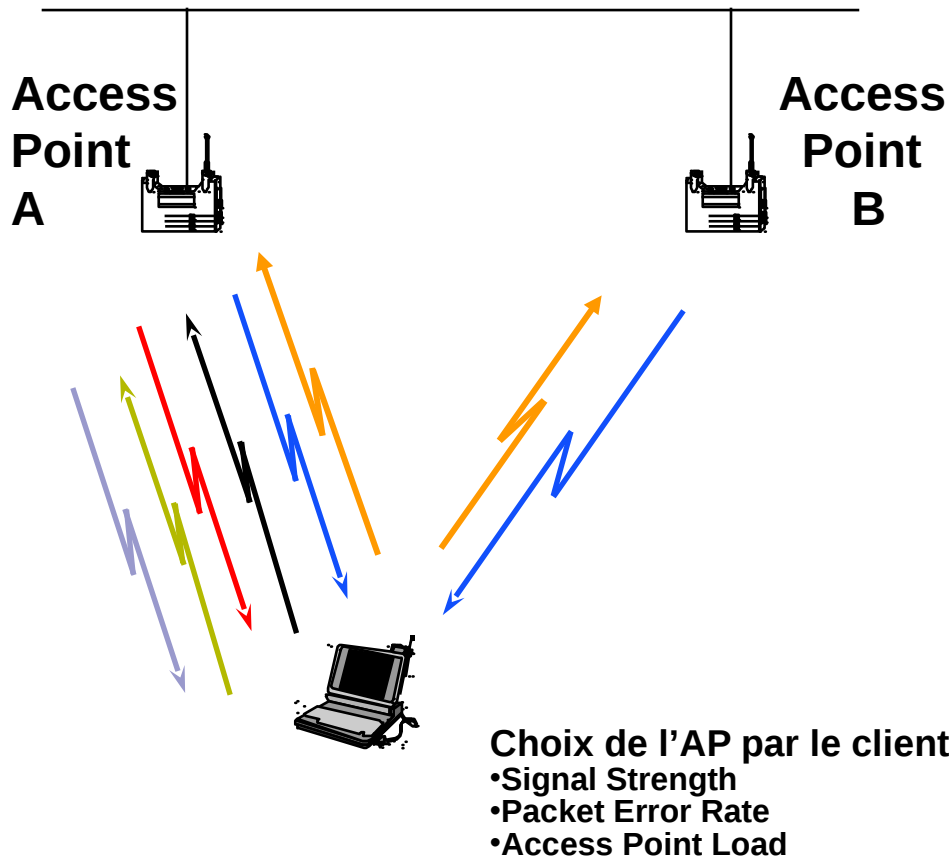 Access
Point
A
Access
Point
B
Choix de l’AP par le client
•Signal Strength
•Packet Error Rate
•Access Point Load